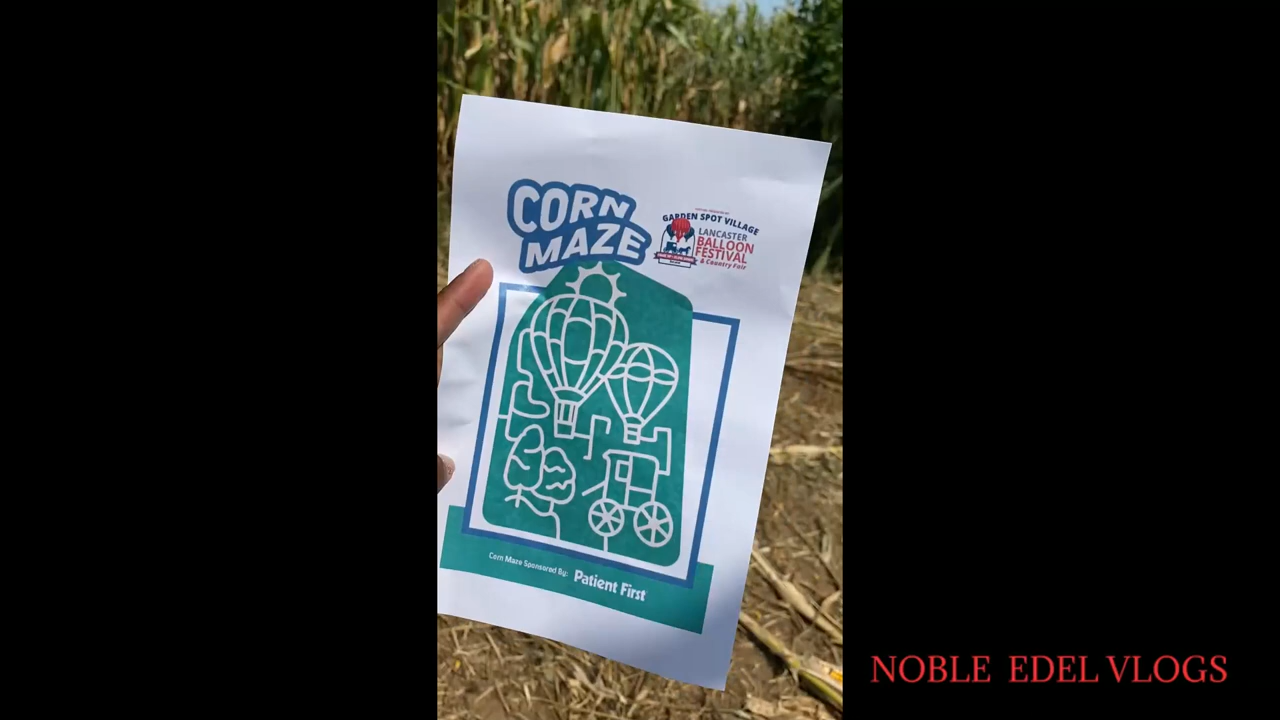 CORN
MAZE
GARDEN SPOT VILLAGE
LANCASTER
BALLOON
FESTIVAL
& Country Fair
Corn Maze Sponsored By: Patient First
NOBLE EDEL VLOGS